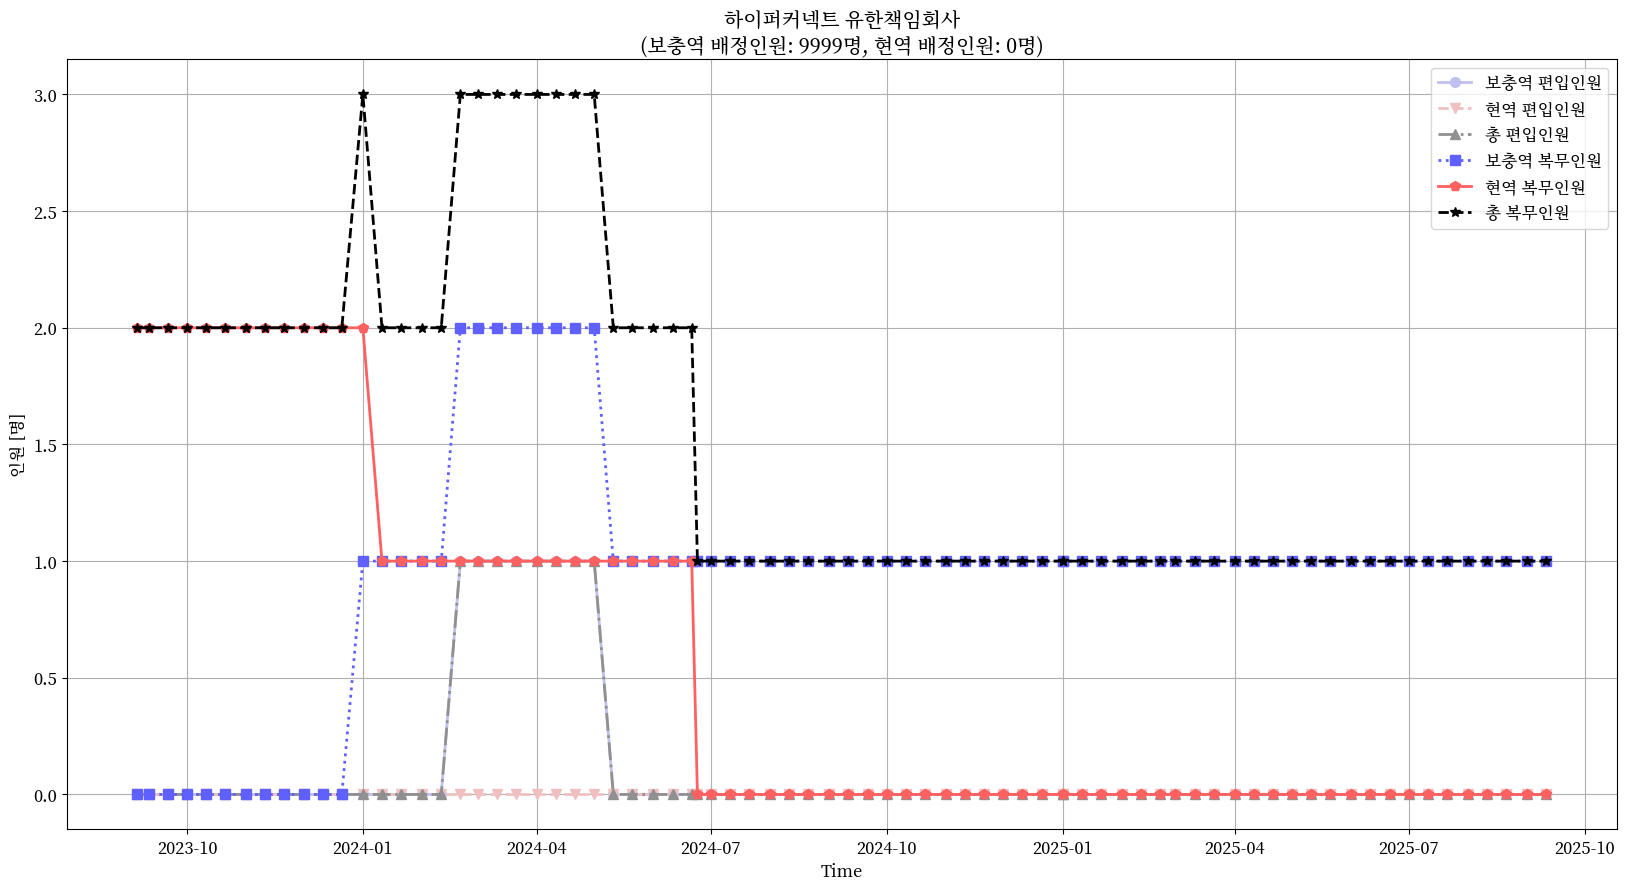 하이퍼커넥트 유한책임회사
(보충역 배정인원: 9999명, 현역 배정인원: 0명)
보충역 편입인원
현역 편입인원
총 편입인원
보충역 복무인원
현역 복무인원
총 복무인원
인원 [명]
3.0
2.5
2.0
1.5
1.0
0.5
0.0
2023-10
2024-01
2024-04
2024-07
2024-10
2025-01
2025-04
2025-07
2025-10
Time